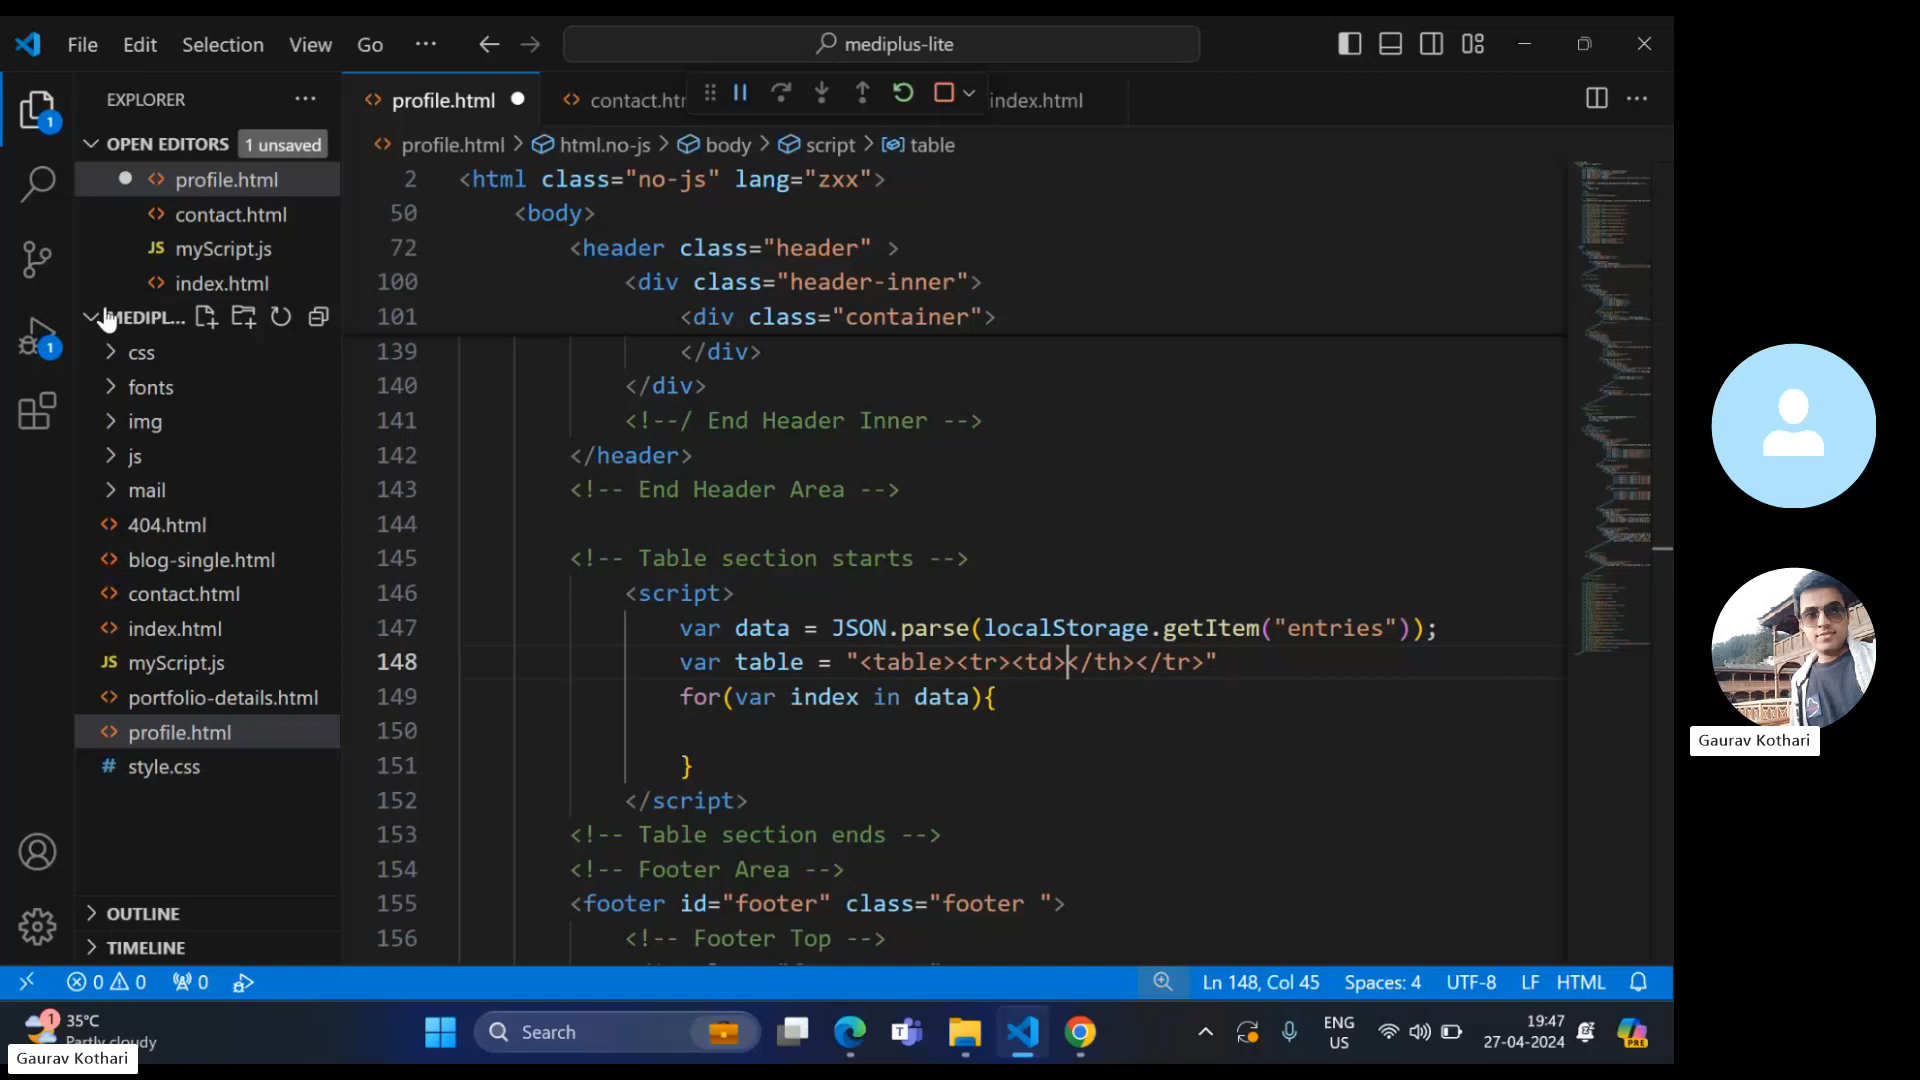 File Edit Selection View Go ··· mediplus-lite
EXPLORER
OPEN EDITORS 1 unsaved
profile.html
contact.html
JS myScript.js
index.html
MEDIPL...
css
fonts
img
js
mail
404.html
blog-single.html
contact.html
index.html
JS myScript.js
portfolio-details.html
profile.html
# style.css
OUTLINE
TIMELINE
1
1
profile.html contact.htm index.html
profile.html > html.no-js > body > script > table
2 <html class="no-js" lang="zxx">
50 <body>
72 <header class="header" >
100 <div class="header-inner">
101 <div class="container">
139 </div>
140 </div>
141 <!--/ End Header Inner -->
142 </header>
143 <!-- End Header Area -->
144
145 <!-- Table section starts -->
146 <script>
147 var data = JSON.parse(localStorage.getItem("entries"));
148 var table = "<table><tr><td></th></tr>"
149 for(var index in data){
150
151 }
152 </script>
153 <!-- Table section ends -->
154 <!-- Footer Area -->
155 <footer id="footer" class="footer ">
156 <!-- Footer Top -->
0 0 0 Ln 148, Col 45 Spaces: 4 UTF-8 LF HTML
1 35°C
Partly cloudy
Search
ENG
US
19:47
27-04-2024
PRE
Gaurav Kothari
Gaurav Kothari